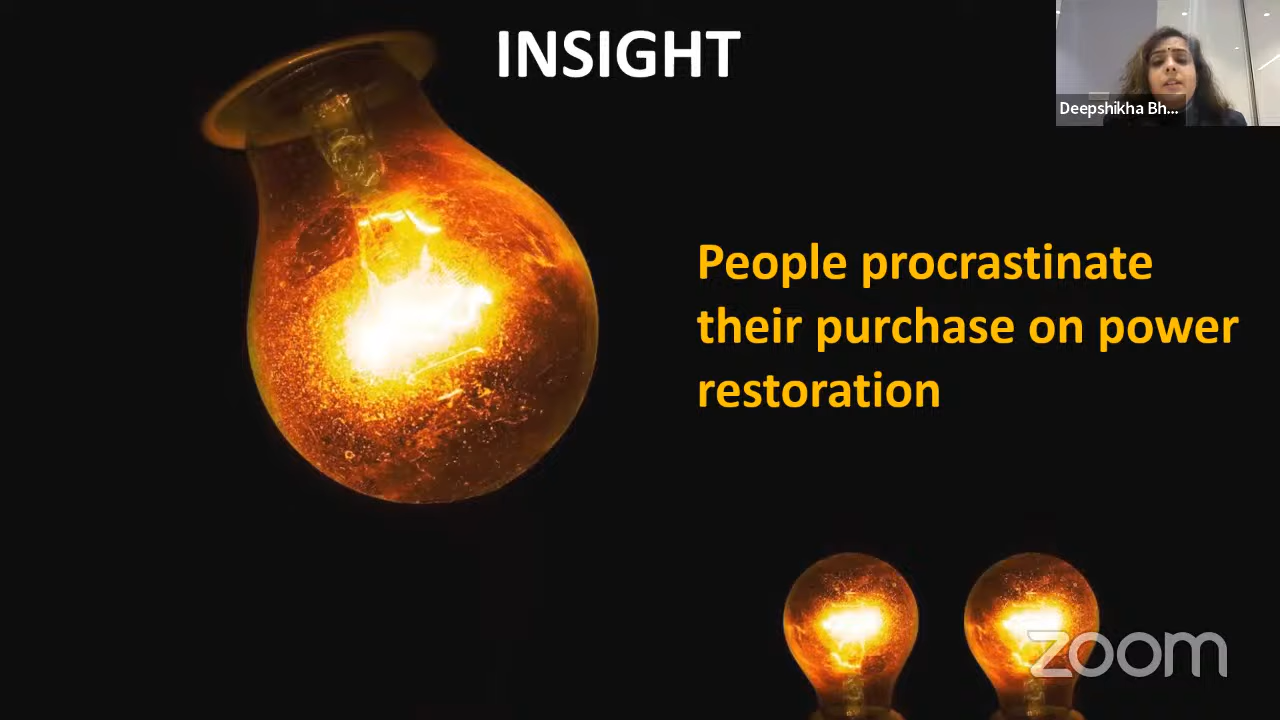 INSIGHT
Deepshikha Bh...
People procrastinate
their purchase on power
restoration
zoom